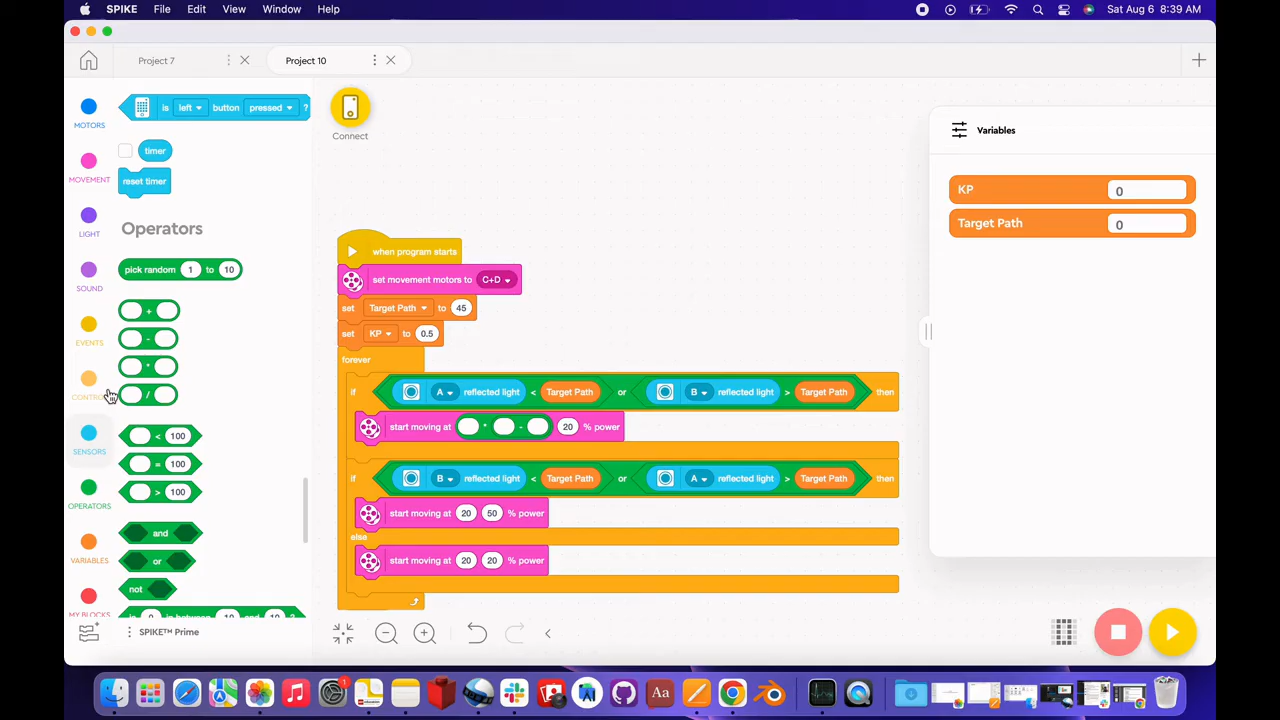 SPIKE File Edit View Window Help Sat Aug 6 8:39 AM
Project 7 Project 10
MOTORS
MOVEMENT
LIGHT
SOUND
EVENTS
CONTROL
SENSORS
OPERATORS
VARIABLES
MY BLOCKS
is left button pressed ?
timer
reset timer
Operators
pick random 1 to 10
+
-
*
/
< 100
= 100
> 100
and
or
not
SPIKE™ Prime
Connect
when program starts
set movement motors to C+D
set Target Path to 45
set KP to 0.5
forever
if A reflected light < Target Path or B reflected light > Target Path then
start moving at * - 20 % power
if B reflected light < Target Path or A reflected light > Target Path then
start moving at 20 50 % power
else
start moving at 20 20 % power
Variables
KP 0
Target Path 0
1
Aa